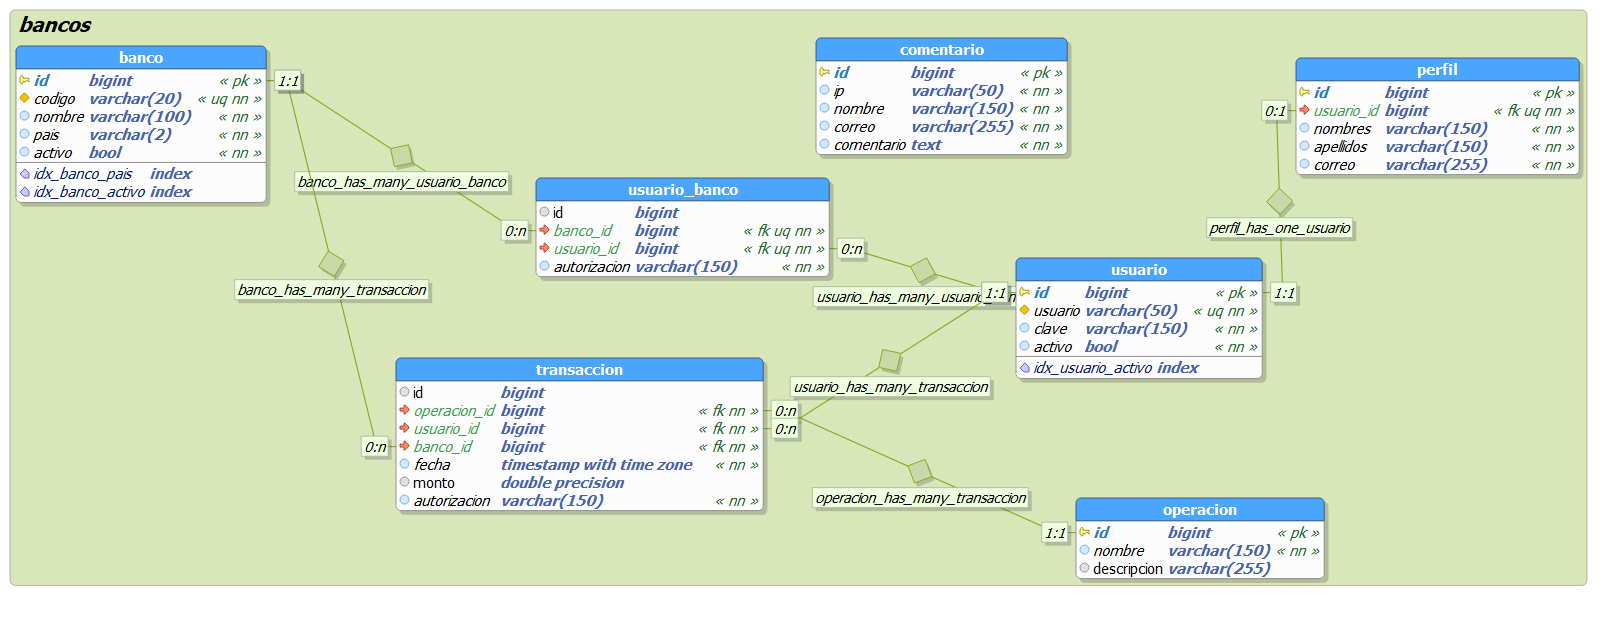 bancos
banco
id bigint « pk »
codigo varchar(20) « uq nn »
nombre varchar(100) « nn »
pais varchar(2) « nn »
activo bool « nn »
idx_banco_pais index
idx_banco_activo index
1:1
banco_has_many_usuario_banco
0:n
banco_has_many_transaccion
0:n
comentario
id bigint « pk »
ip varchar(50) « nn »
nombre varchar(150) « nn »
correo varchar(255) « nn »
comentario text « nn »
perfil
id bigint « pk »
usuario_id bigint « fk uq nn »
nombres varchar(150) « nn »
apellidos varchar(150) « nn »
correo varchar(255) « nn »
0:1
perfil_has_one_usuario
1:1
usuario_banco
id bigint
banco_id bigint « fk uq nn »
usuario_id bigint « fk uq nn »
autorizacion varchar(150) « nn »
0:n
usuario_has_many_usuario
1:1
usuario
id bigint « pk »
usuario varchar(50) « uq nn »
clave varchar(150) « nn »
activo bool « nn »
idx_usuario_activo index
transaccion
id bigint
operacion_id bigint « fk nn »
usuario_id bigint « fk nn »
banco_id bigint « fk nn »
fecha timestamp with time zone « nn »
monto double precision
autorizacion varchar(150) « nn »
usuario_has_many_transaccion
0:n
0:n
operacion_has_many_transaccion
1:1
operacion
id bigint « pk »
nombre varchar(150) « nn »
descripcion varchar(255)